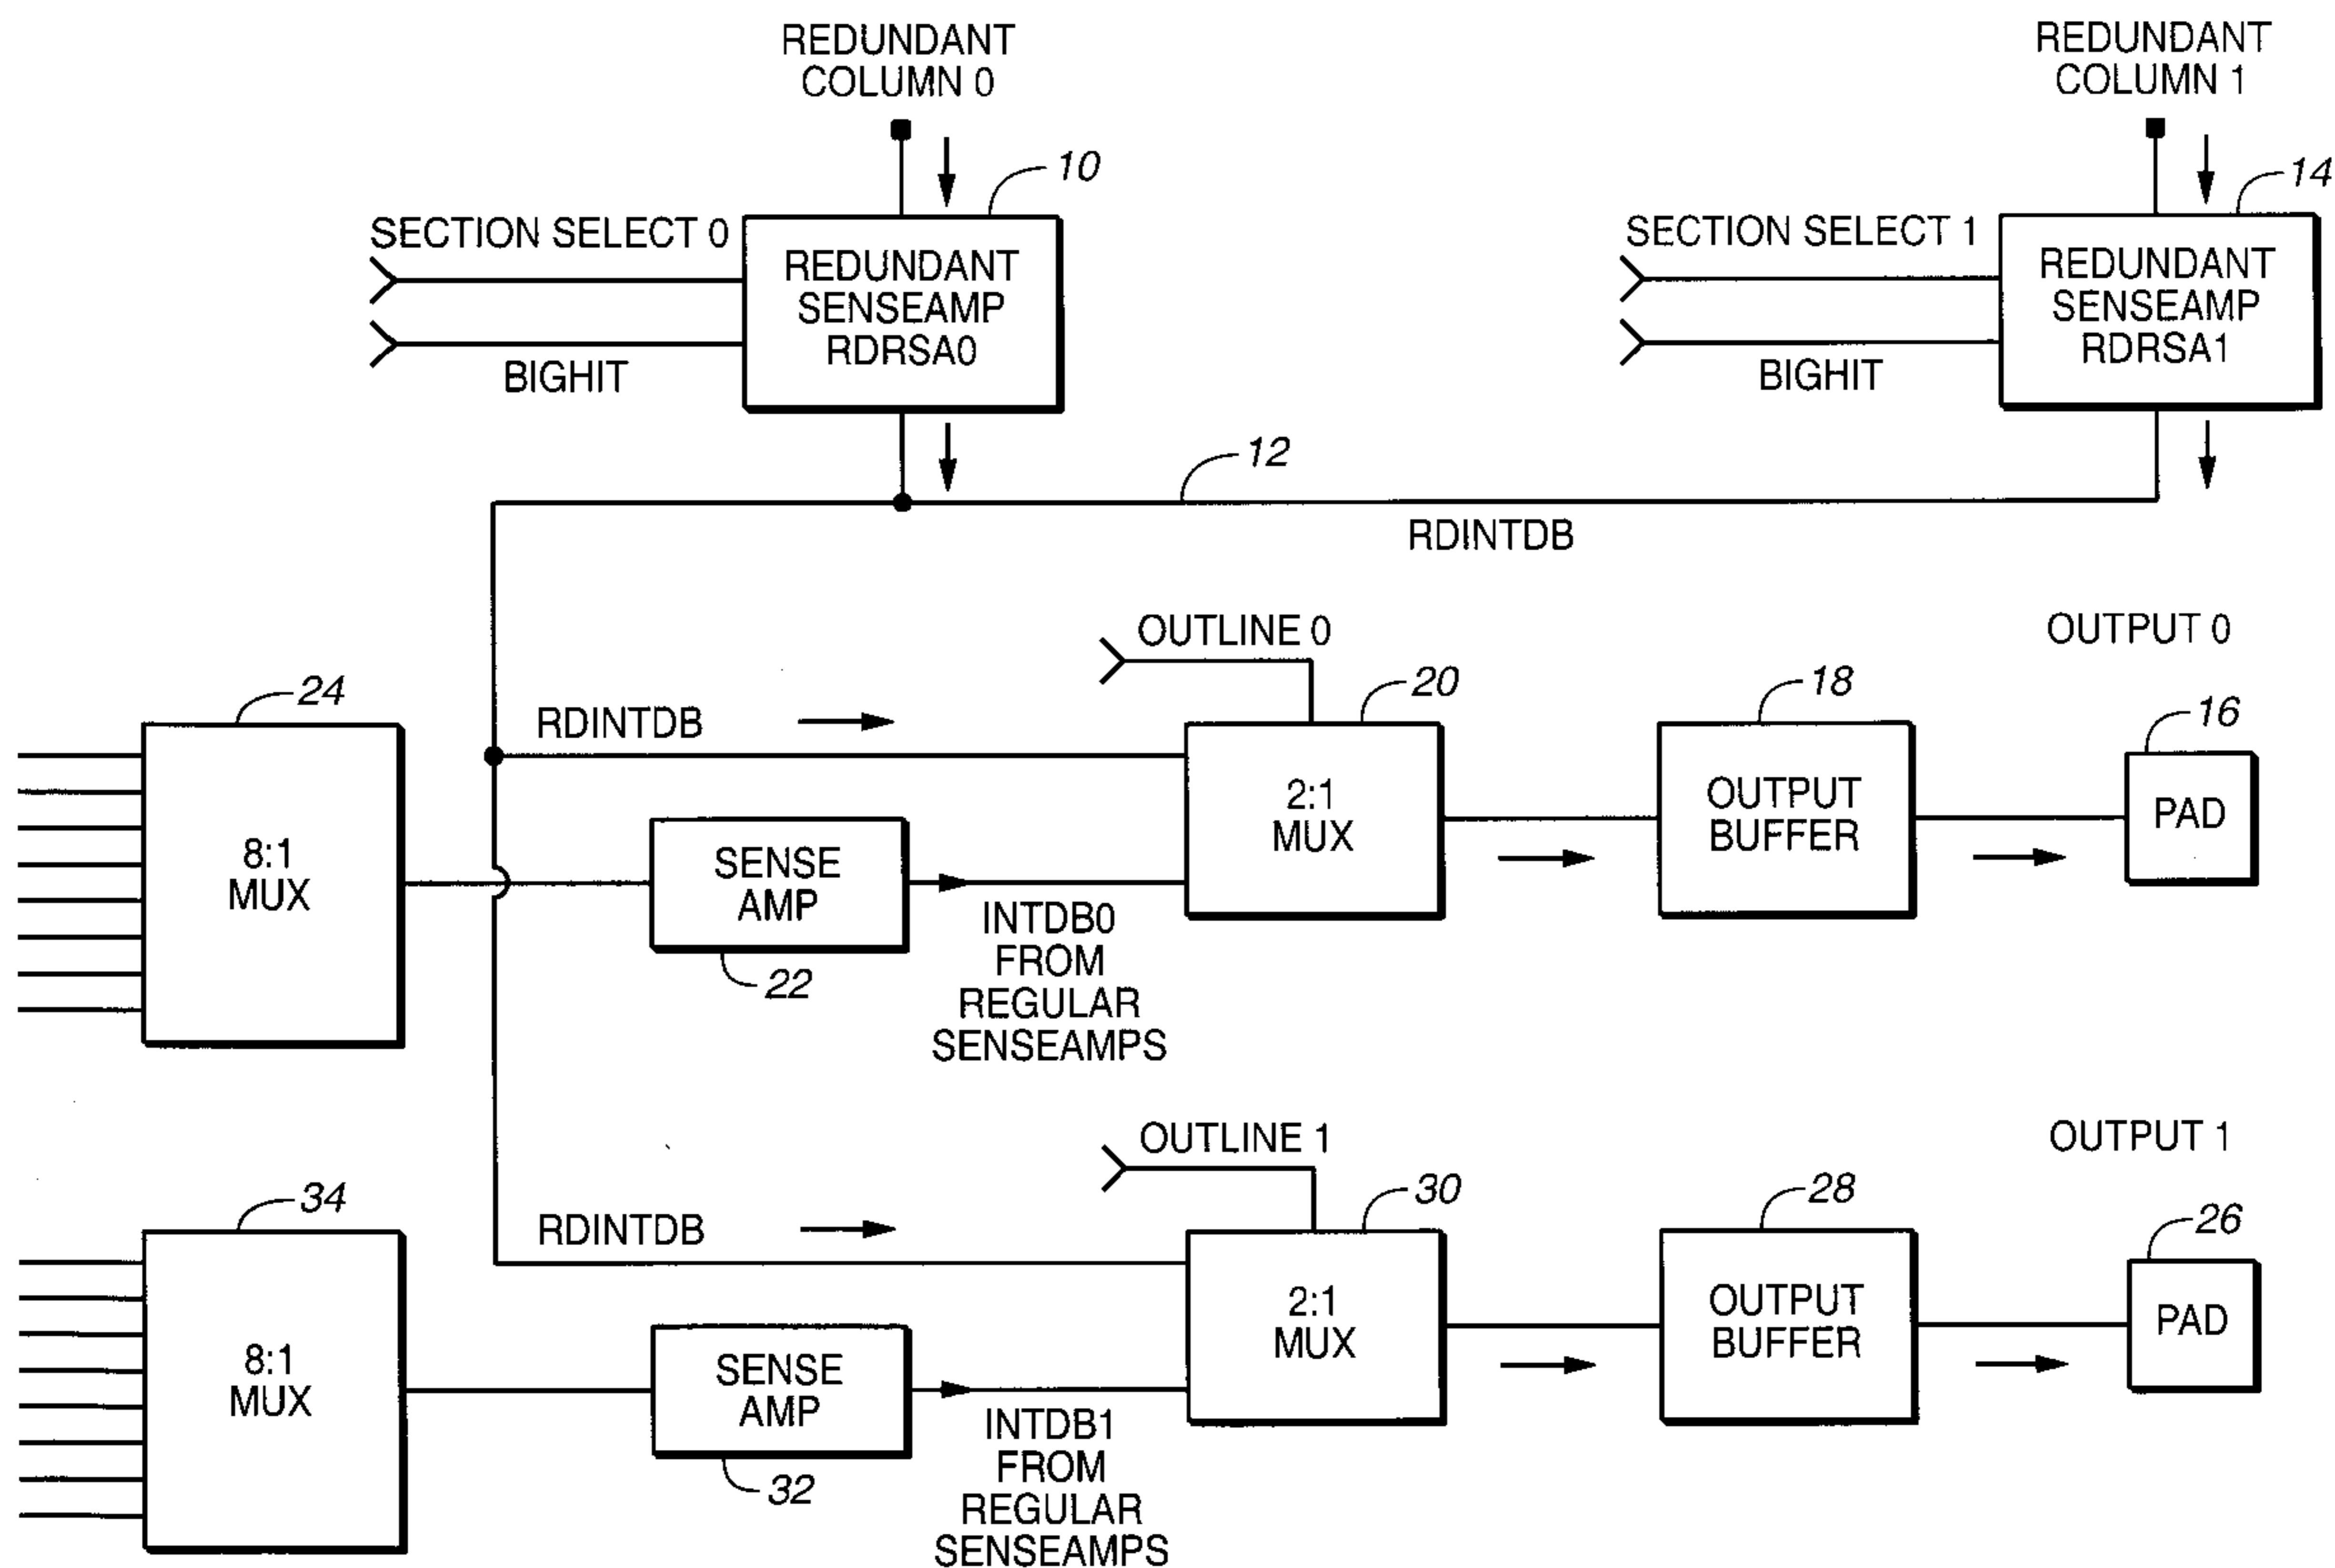 REDUNDANT
COLUMN 0
REDUNDANT
COLUMN 1
10
14
SECTION SELECT 0
BIGHIT
REDUNDANT
SENSEAMP
RDRSA0
SECTION SELECT 1
BIGHIT
REDUNDANT
SENSEAMP
RDRSA1
12
RDINTDB
OUTLINE 0
OUTPUT 0
24
RDINTDB
20
18
16
8:1
MUX
SENSE
AMP
22
INTDB0
FROM
REGULAR
SENSEAMPS
2:1
MUX
OUTPUT
BUFFER
PAD
OUTLINE 1
OUTPUT 1
34
RDINTDB
30
28
26
8:1
MUX
SENSE
AMP
32
INTDB1
FROM
REGULAR
SENSEAMPS
2:1
MUX
OUTPUT
BUFFER
PAD